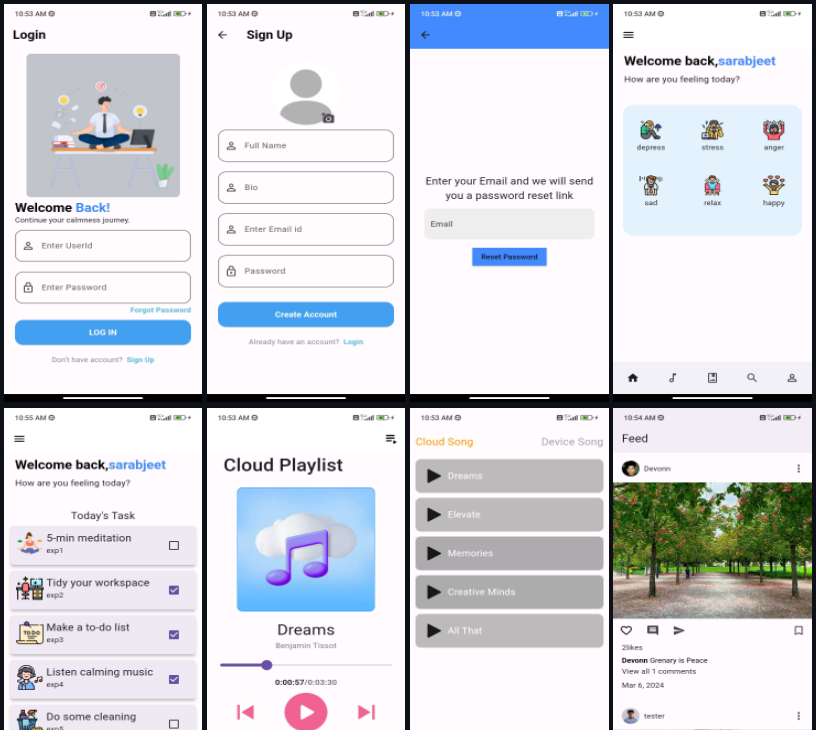 10:53 AM
Login
Welcome Back!
Continue your calmness journey.
Enter UserId
Enter Password
Forgot Password
LOG IN
Don't have account? Sign Up
10:53 AM
Sign Up
Full Name
Bio
Enter Email id
Password
Create Account
Already have an account? Login
10:53 AM
Enter your Email and we will send
you a password reset link
Email
Reset Password
10:53 AM
Welcome back,sarabjeet
How are you feeling today?
depress
stress
anger
sad
relax
happy
10:55 AM
Welcome back,sarabjeet
How are you feeling today?
Today's Task
5-min meditation
exp1
Tidy your workspace
exp2
TO DO
Make a to-do list
exp3
Listen calming music
exp4
Do some cleaning
exp5
10:53 AM
Cloud Playlist
Dreams
Benjamin Tissot
0:00:57/0:03:30
10:53 AM
Cloud Song
Device Song
Dreams
Elevate
Memories
Creative Minds
All That
10:54 AM
Feed
Devonn
2likes
Devonn Grenary is Peace
View all 1 comments
Mar 6, 2024
tester